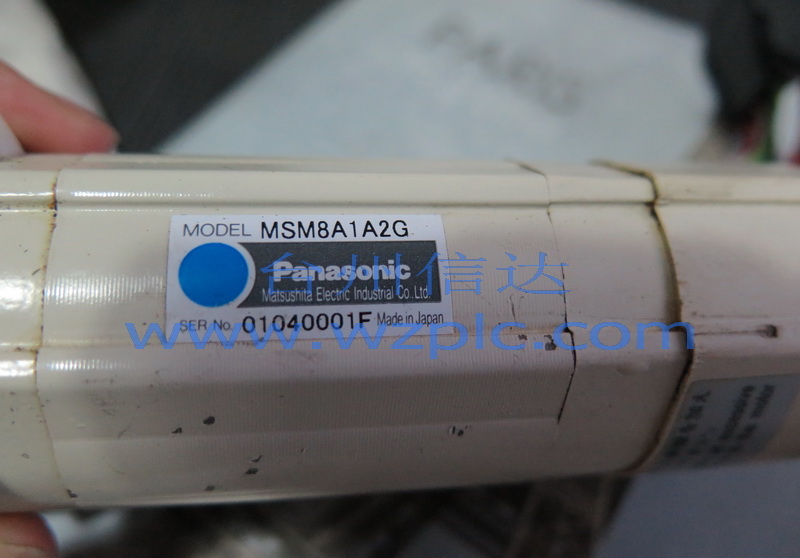 MODEL MSM8A1A2G
Panasonic
Matsushita Electric Industrial Co. Ltd.
SER No. 01040001F Made in Japan
台州信达
www.wzplc.com